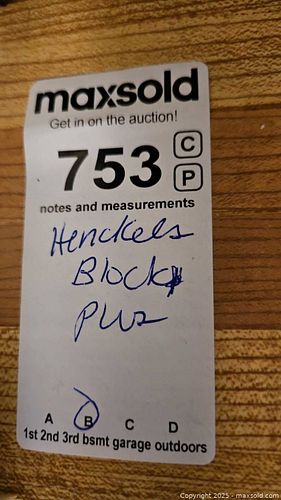 maxsold
Get in on the auction!
753 C
P
notes and measurements
Henckels
Block
Plus
A B C D
1st 2nd 3rd bsmt garage outdoors
Copyright © 2025 - maxsold.com